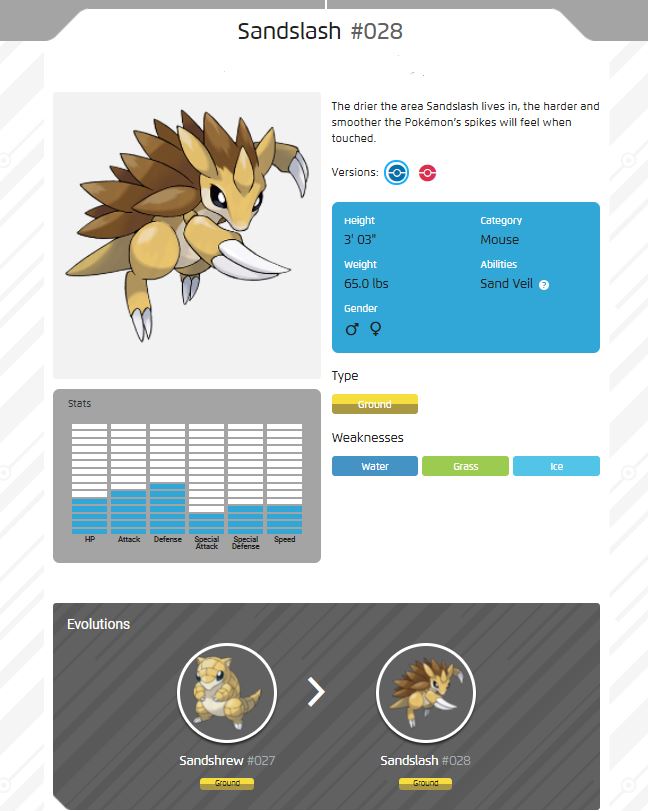 Sandslash #028
The drier the area Sandslash lives in, the harder and
smoother the Pokémon's spikes will feel when
touched.
Versions:
Height
3' 03"
Category
Mouse
Weight
65.0 lbs
Abilities
Sand Veil ?
Gender
Type
Ground
Weaknesses
Water
Grass
Ice
Stats
HP
Attack
Defense
Special
Attack
Special
Defense
Speed
Evolutions
Sandshrew #027
Ground
Sandslash #028
Ground